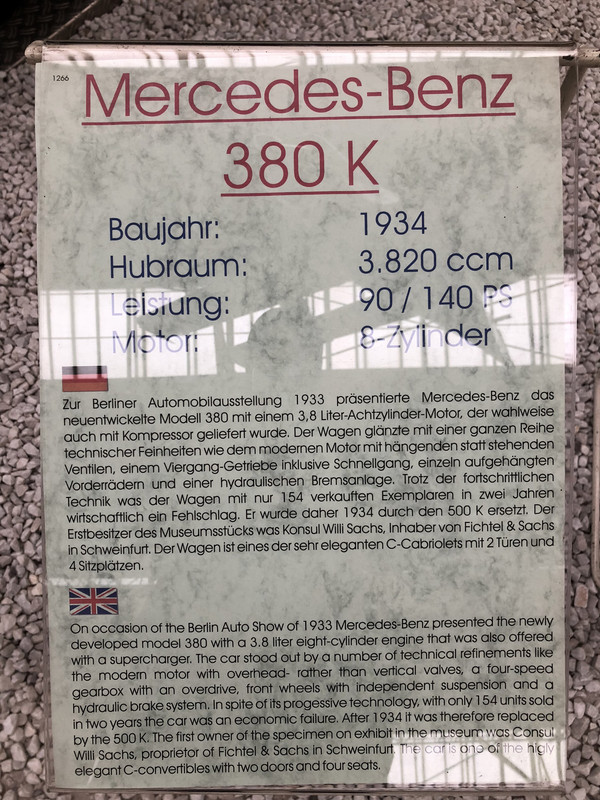 1266
Mercedes-Benz
380 K
Baujahr: 1934
Hubraum: 3.820 ccm
Leistung: 90 / 140 PS
Motor: 8-Zylinder
Zur Berliner Automobilausstellung 1933 präsentierte Mercedes-Benz das
neuentwickelte Modell 380 mit einem 3,8 Liter-Achtzylinder-Motor, der wahlweise
auch mit Kompressor geliefert wurde. Der Wagen glänzte mit einer ganzen Reihe
technischer Feinheiten wie dem modernen Motor mit hängenden statt stehenden
Ventilen, einem Viergang-Getriebe inklusive Schnellgang, einzeln aufgehängten
Vorderrädern und einer hydraulischen Bremsanlage. Trotz der fortschrittlichen
Technik was der Wagen mit nur 154 verkauften Exemplaren in zwei Jahren
wirtschaftlich ein Fehlschlag. Er wurde daher 1934 durch den 500 K ersetzt. Der
Erstbesitzer des Museumsstücks was Konsul Willi Sachs, Inhaber von Fichtel & Sachs
in Schweinfurt. Der Wagen ist eines der sehr eleganten C-Cabriolets mit 2 Türen und
4 Sitzplätzen.
On occasion of the Berlin Auto Show of 1933 Mercedes-Benz presented the newly
developed model 380 with a 3.8 liter eight-cylinder engine that was also offered
with a supercharger. The car stood out by a number of technical refinements like
the modern motor with overhead- rather than vertical valves, a four-speed
gearbox with an overdrive, front wheels with independent suspension and a
hydraulic brake system. In spite of its progessive technology, with only 154 units sold
in two years the car was an economic failure. After 1934 it was therefore replaced
by the 500 K. The first owner of the specimen on exhibit in the museum was Consul
Willi Sachs, proprietor of Fichtel & Sachs in Schweinfurt. The car is one of the higly
elegant C-convertibles with two doors and four seats.